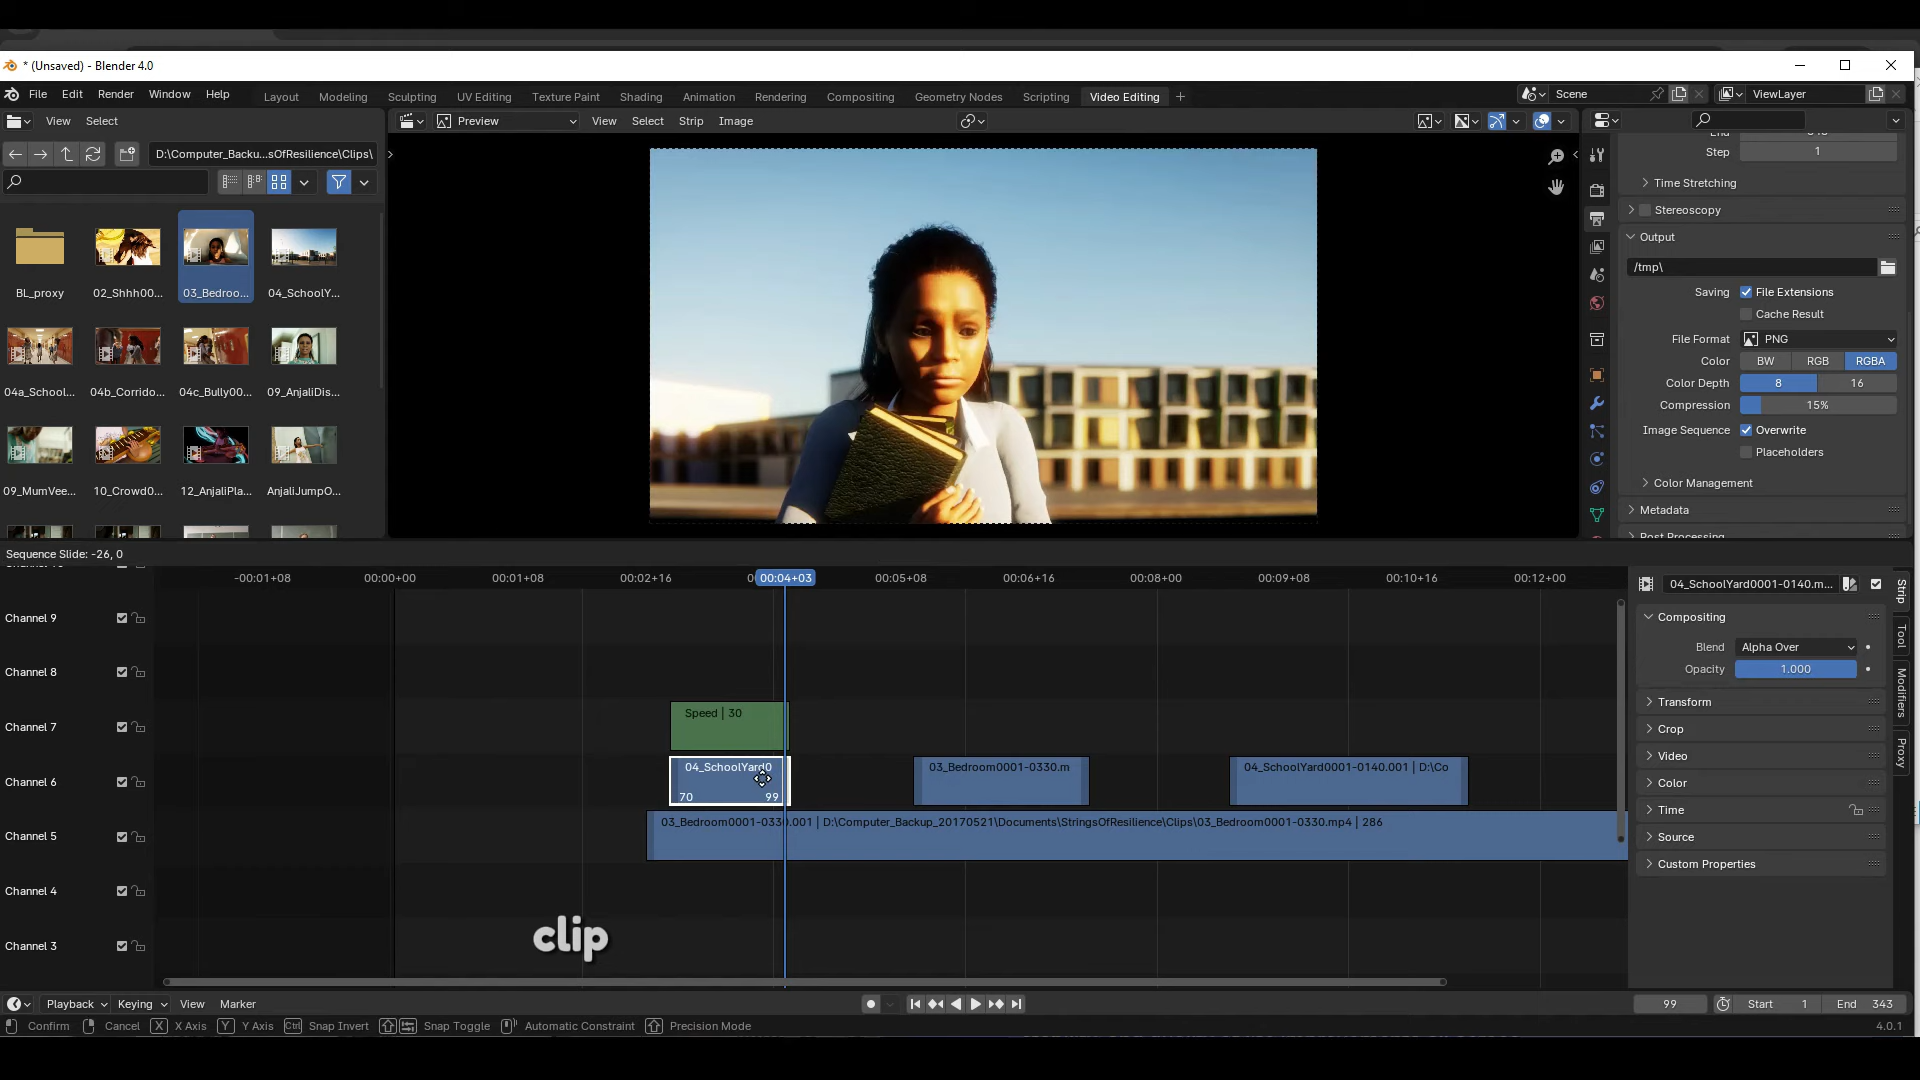 * (Unsaved) - Blender 4.0
File Edit Render Window Help
Layout Modeling Sculpting UV Editing Texture Paint Shading Animation Rendering Compositing Geometry Nodes Scripting Video Editing
Scene
ViewLayer
View Select
Preview
View Select Strip Image
D:\Computer_Backu...sOfResilience\Clips\
BL_proxy
02_Shhh00...
03_Bedroo...
04_SchoolY...
04a_School...
04b_Corrido...
04c_Bully00...
09_AnjaliDis...
09_MumVee...
10_Crowd0...
12_AnjaliPla...
AnjaliJumpO...
Step 1
Time Stretching
Stereoscopy
Output
/tmp\
Saving File Extensions
Cache Result
File Format PNG
Color BW RGB RGBA
Color Depth 8 16
Compression 15%
Image Sequence Overwrite
Placeholders
Color Management
Metadata
Post Processing
Sequence Slide: -26, 0
-00:01+08 00:00+00 00:01+08 00:02+16 00:04+03 00:05+08 00:06+16 00:08+00 00:09+08 00:10+16 00:12+00
Channel 9
Channel 8
Channel 7
Channel 6
Channel 5
Channel 4
Channel 3
Speed | 30
04_SchoolYard0
70 99
03_Bedroom0001-0330.m
04_SchoolYard0001-0140.001 | D:\Co
03_Bedroom0001-0330.001 | D:\Computer_Backup_20170521\Documents\StringsOfResilience\Clips\03_Bedroom0001-0330.mp4 | 286
clip
04_SchoolYard0001-0140.m...
Compositing
Blend Alpha Over
Opacity 1.000
Transform
Crop
Video
Color
Time
Source
Custom Properties
Strip
Tool
Modifiers
Proxy
Playback Keying View Marker
99 Start 1 End 343
Confirm Cancel X X Axis Y Y Axis Ctrl Snap Invert Snap Toggle Automatic Constraint Precision Mode
4.0.1